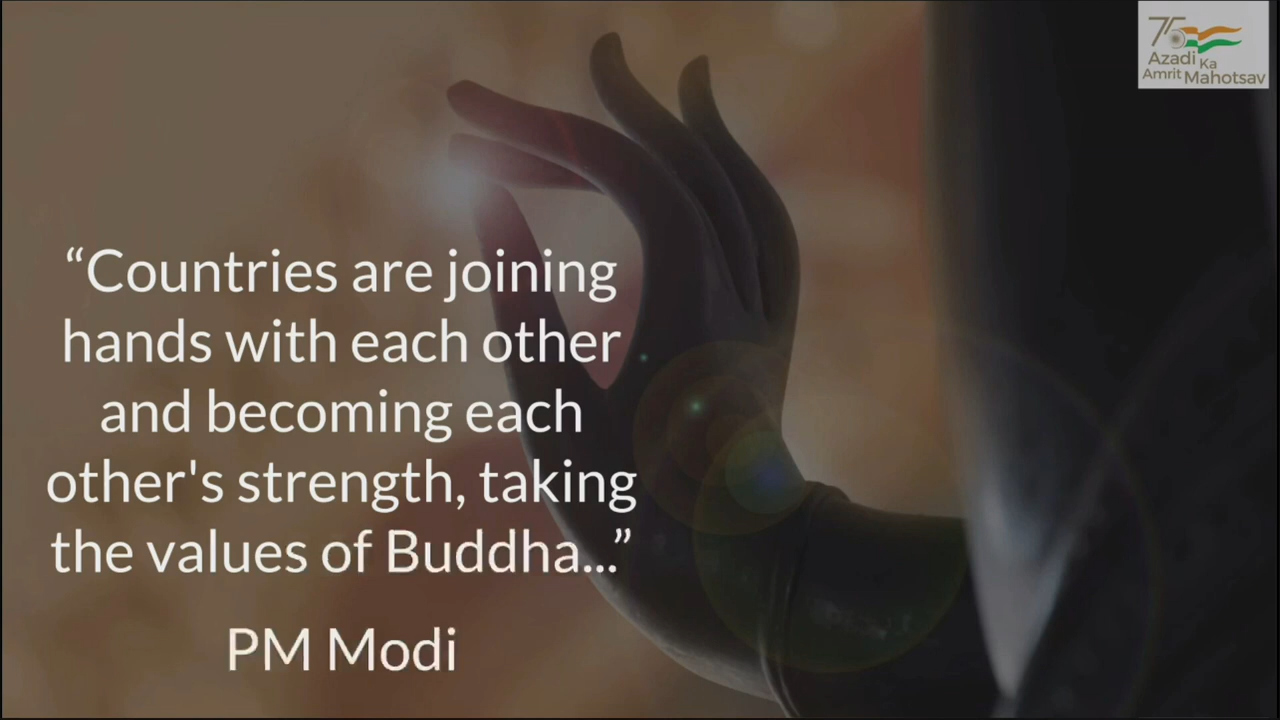 75
Azadi Ka
Amrit Mahotsav
“Countries are joining
hands with each other
and becoming each
other's strength, taking
the values of Buddha...”
PM Modi